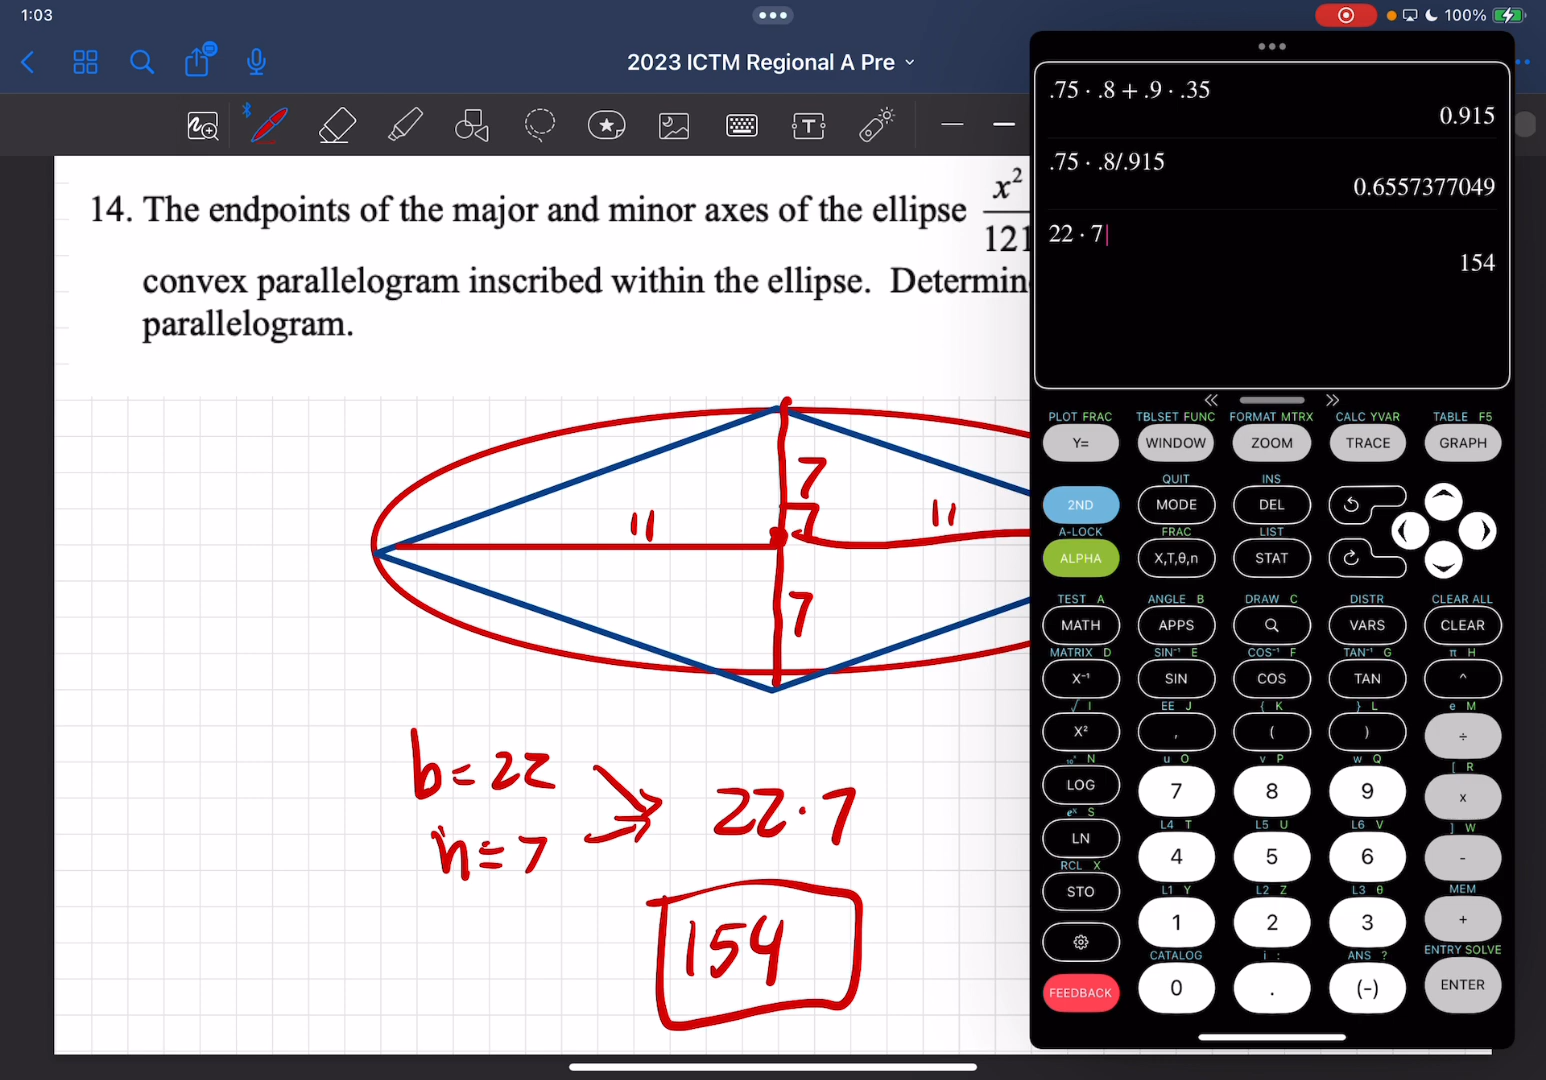 1:03
100%
2023 ICTM Regional A Pre
T
14. The endpoints of the major and minor axes of the ellipse x²/121
convex parallelogram inscribed within the ellipse. Determin
parallelogram.
7
11
11
7
b = 22
h = 7
22 · 7
154
.75 · .8 + .9 · .35
0.915
.75 · .8/.915
0.6557377049
22 · 7
154
PLOT FRAC TBLSET FUNC FORMAT MTRX CALC YVAR TABLE F5
Y= WINDOW ZOOM TRACE GRAPH
QUIT INS
2ND MODE DEL
A-LOCK FRAC LIST
ALPHA X,T,θ,n STAT
TEST A ANGLE B DRAW C DISTR CLEAR ALL
MATH APPS VARS CLEAR
MATRIX D SIN⁻¹ E COS⁻¹ F TAN⁻¹ G π H
X⁻¹ SIN COS TAN ^
√ I EE J { K } L e M
X² , ( ) ÷
10ˣ N u O v P w Q [ R
LOG 7 8 9 x
eˣ S L4 T L5 U L6 V ] W
LN 4 5 6 -
RCL X L1 Y L2 Z L3 θ MEM
STO 1 2 3 +
CATALOG i : ANS ? ENTRY SOLVE
FEEDBACK 0 . (-) ENTER